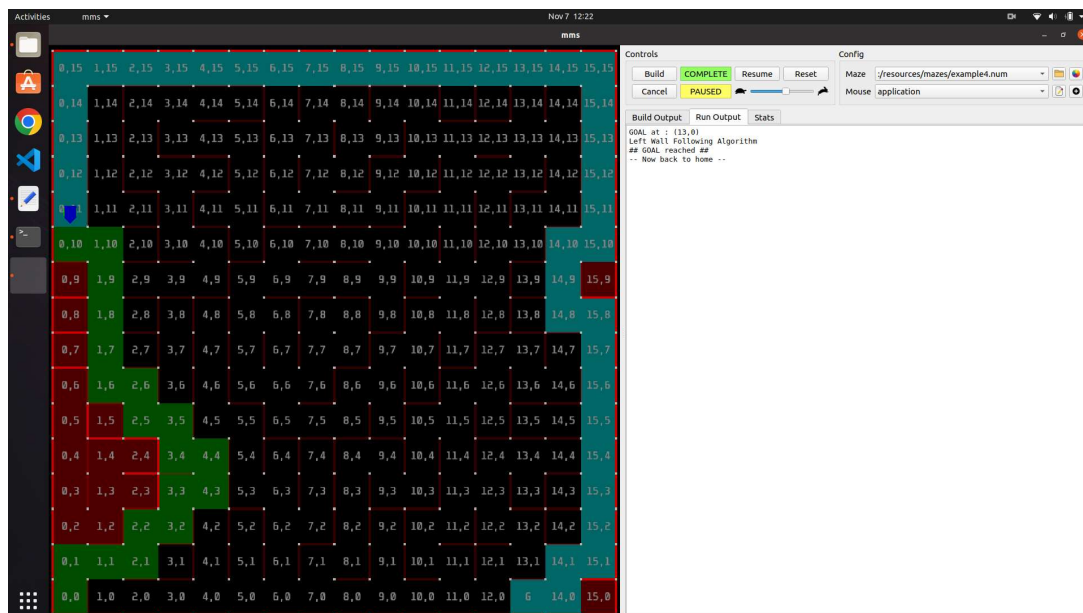 Activities mms Nov 7 12:22
mms
Controls Config
Build COMPLETE Resume Reset Maze :/resources/mazes/example4.num
Cancel PAUSED Mouse application
Build Output Run Output Stats
GOAL at : (13,0)
Left Wall Following Algorithm
## GOAL reached ##
-- Now back to home --
0,15 1,15 2,15 3,15 4,15 5,15 6,15 7,15 8,15 9,15 10,15 11,15 12,15 13,15 14,15 15,15
0,14 1,14 2,14 3,14 4,14 5,14 6,14 7,14 8,14 9,14 10,14 11,14 12,14 13,14 14,14 15,14
0,13 1,13 2,13 3,13 4,13 5,13 6,13 7,13 8,13 9,13 10,13 11,13 12,13 13,13 14,13 15,13
0,12 1,12 2,12 3,12 4,12 5,12 6,12 7,12 8,12 9,12 10,12 11,12 12,12 13,12 14,12 15,12
1,11 2,11 3,11 4,11 5,11 6,11 7,11 8,11 9,11 10,11 11,11 12,11 13,11 14,11 15,11
0,10 1,10 2,10 3,10 4,10 5,10 6,10 7,10 8,10 9,10 10,10 11,10 12,10 13,10 14,10 15,10
0,9 1,9 2,9 3,9 4,9 5,9 6,9 7,9 8,9 9,9 10,9 11,9 12,9 13,9 14,9 15,9
0,8 1,8 2,8 3,8 4,8 5,8 6,8 7,8 8,8 9,8 10,8 11,8 12,8 13,8 14,8 15,8
0,7 1,7 2,7 3,7 4,7 5,7 6,7 7,7 8,7 9,7 10,7 11,7 12,7 13,7 14,7 15,7
0,6 1,6 2,6 3,6 4,6 5,6 6,6 7,6 8,6 9,6 10,6 11,6 12,6 13,6 14,6 15,6
0,5 1,5 2,5 3,5 4,5 5,5 6,5 7,5 8,5 9,5 10,5 11,5 12,5 13,5 14,5 15,5
0,4 1,4 2,4 3,4 4,4 5,4 6,4 7,4 8,4 9,4 10,4 11,4 12,4 13,4 14,4 15,4
0,3 1,3 2,3 3,3 4,3 5,3 6,3 7,3 8,3 9,3 10,3 11,3 12,3 13,3 14,3 15,3
0,2 1,2 2,2 3,2 4,2 5,2 6,2 7,2 8,2 9,2 10,2 11,2 12,2 13,2 14,2 15,2
0,1 1,1 2,1 3,1 4,1 5,1 6,1 7,1 8,1 9,1 10,1 11,1 12,1 13,1 14,1 15,1
0,0 1,0 2,0 3,0 4,0 5,0 6,0 7,0 8,0 9,0 10,0 11,0 12,0 G 14,0 15,0